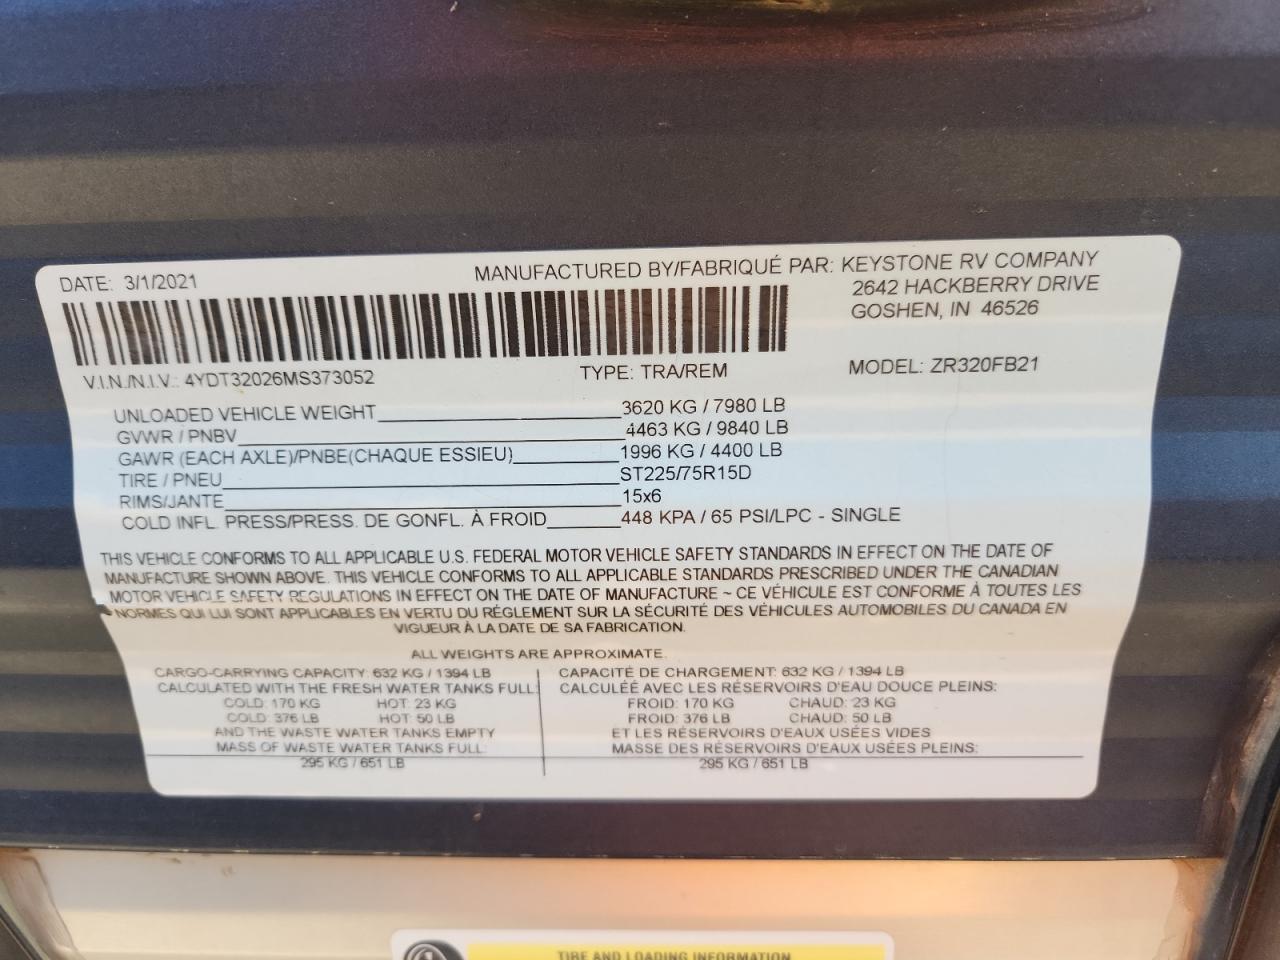 DATE: 3/1/2021
MANUFACTURED BY/FABRIQUÉ PAR: KEYSTONE RV COMPANY
2642 HACKBERRY DRIVE
GOSHEN, IN 46526
V.I.N./N.I.V.: 4YDT32026MS373052
TYPE: TRA/REM
MODEL: ZR320FB21
UNLOADED VEHICLE WEIGHT 3620 KG / 7980 LB
GVWR / PNBV 4463 KG / 9840 LB
GAWR (EACH AXLE)/PNBE(CHAQUE ESSIEU) 1996 KG / 4400 LB
TIRE / PNEU ST225/75R15D
RIMS/JANTE 15x6
COLD INFL. PRESS/PRESS. DE GONFL. À FROID 448 KPA / 65 PSI/LPC - SINGLE
THIS VEHICLE CONFORMS TO ALL APPLICABLE U.S. FEDERAL MOTOR VEHICLE SAFETY STANDARDS IN EFFECT ON THE DATE OF
MANUFACTURE SHOWN ABOVE. THIS VEHICLE CONFORMS TO ALL APPLICABLE STANDARDS PRESCRIBED UNDER THE CANADIAN
MOTOR VEHICLE SAFETY REGULATIONS IN EFFECT ON THE DATE OF MANUFACTURE ~ CE VÉHICULE EST CONFORME À TOUTES LES
NORMES QUI LUI SONT APPLICABLES EN VERTU DU RÉGLEMENT SUR LA SÉCURITÉ DES VÉHICULES AUTOMOBILES DU CANADA EN
VIGUEUR À LA DATE DE SA FABRICATION.
ALL WEIGHTS ARE APPROXIMATE.
CARGO-CARRYING CAPACITY: 632 KG / 1394 LB
CALCULATED WITH THE FRESH WATER TANKS FULL:
COLD: 170 KG HOT: 23 KG
COLD: 376 LB HOT: 50 LB
AND THE WASTE WATER TANKS EMPTY
MASS OF WASTE WATER TANKS FULL:
295 KG / 651 LB
CAPACITÉ DE CHARGEMENT: 632 KG / 1394 LB
CALCULÉE AVEC LES RÉSERVOIRS D'EAU DOUCE PLEINS:
FROID: 170 KG CHAUD: 23 KG
FROID: 376 LB CHAUD: 50 LB
ET LES RÉSERVOIRS D'EAUX USÉES VIDES
MASSE DES RÉSERVOIRS D'EAUX USÉES PLEINS:
295 KG / 651 LB
TIRE AND LOADING INFORMATION